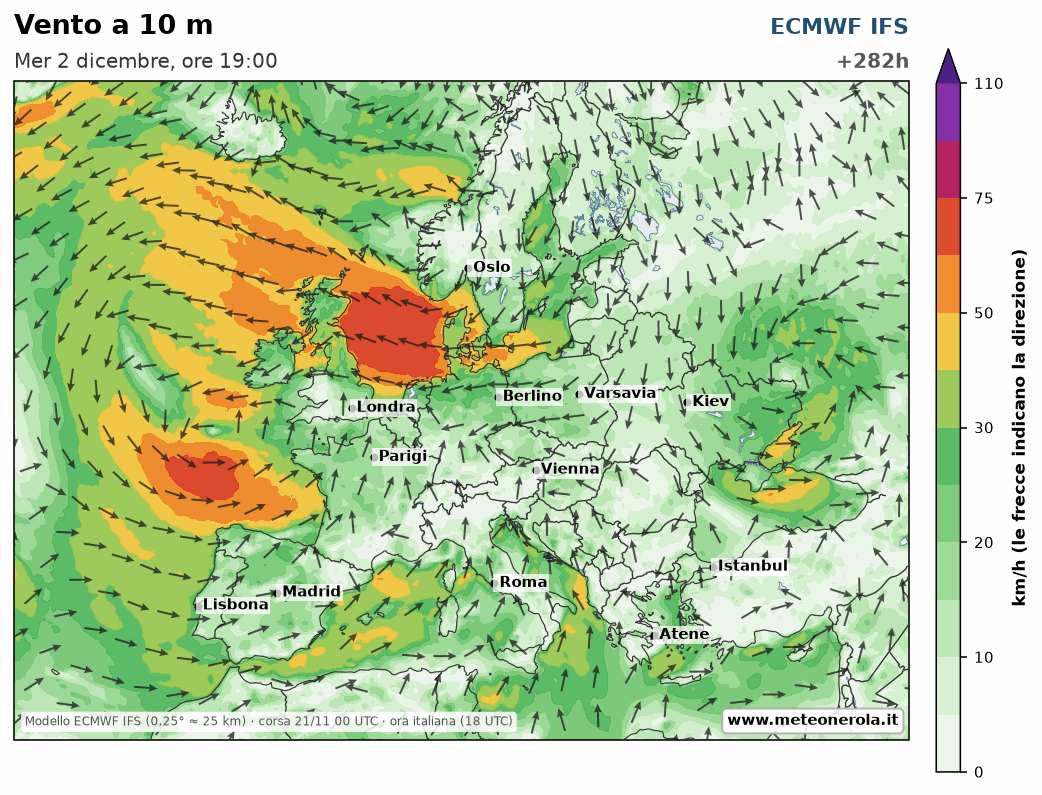 Vento a 10 m
ECMWF IFS
Mer 2 dicembre, ore 19:00
+282h
110
75
50
30
20
10
0
km/h (le frecce indicano la direzione)
Oslo
Londra
Berlino
Varsavia
Kiev
Parigi
Vienna
Istanbul
Roma
Madrid
Lisbona
Atene
Modello ECMWF IFS (0,25° ≈ 25 km) · corsa 21/11 00 UTC · ora italiana (18 UTC)
www.meteonerola.it